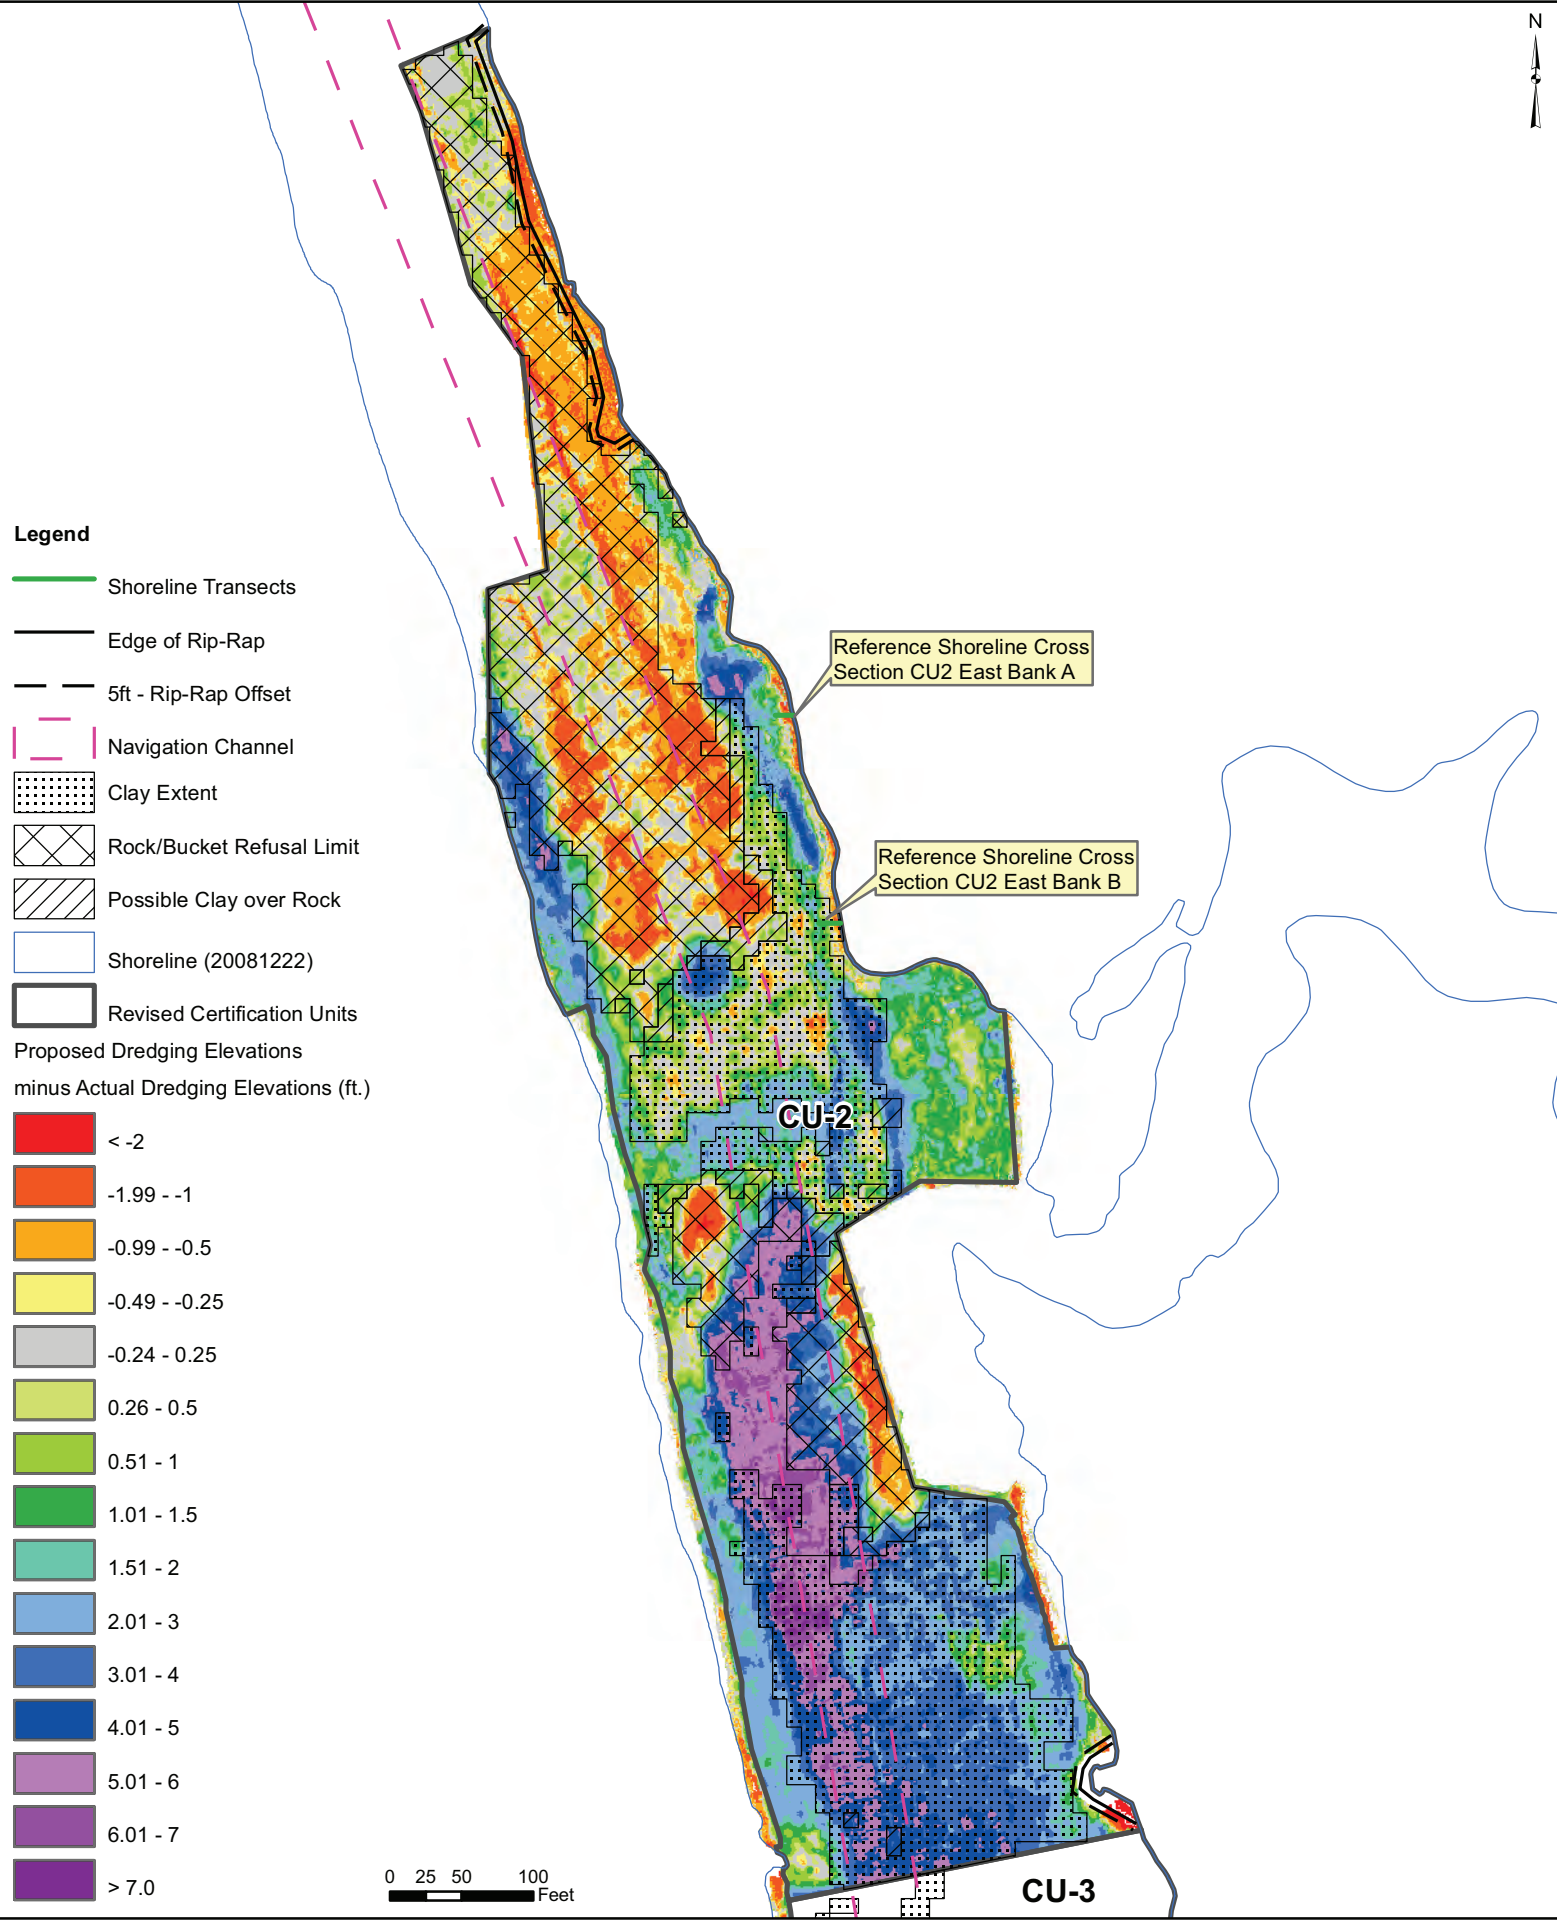 N
Legend
Shoreline Transects
Edge of Rip-Rap
5ft - Rip-Rap Offset
Navigation Channel
Clay Extent
Rock/Bucket Refusal Limit
Possible Clay over Rock
Shoreline (20081222)
Revised Certification Units
Proposed Dredging Elevations
minus Actual Dredging Elevations (ft.)
< -2
-1.99 - -1
-0.99 - -0.5
-0.49 - -0.25
-0.24 - 0.25
0.26 - 0.5
0.51 - 1
1.01 - 1.5
1.51 - 2
2.01 - 3
3.01 - 4
4.01 - 5
5.01 - 6
6.01 - 7
> 7.0
Reference Shoreline Cross
Section CU2 East Bank A
Reference Shoreline Cross
Section CU2 East Bank B
CU-2
CU-3
0 25 50 100
Feet